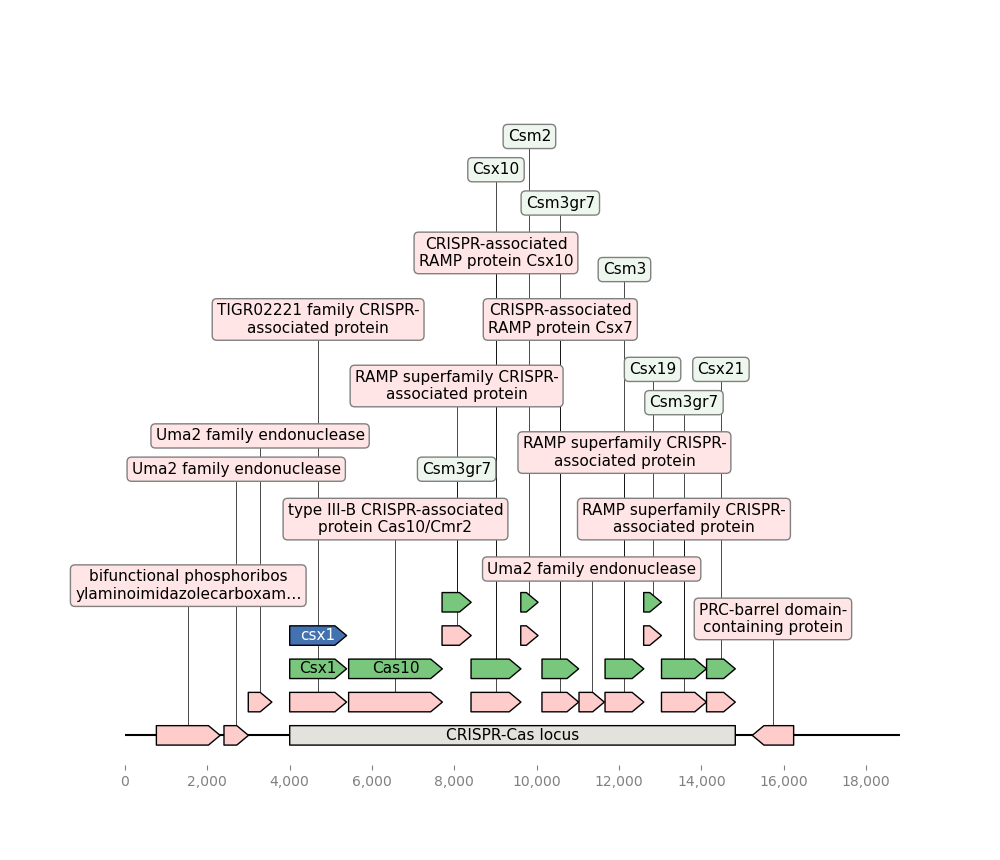 Csm2
Csx10
Csm3gr7
CRISPR-associated
RAMP protein Csx10
Csm3
TIGR02221 family CRISPR-
associated protein
CRISPR-associated
RAMP protein Csx7
Csx19
Csx21
RAMP superfamily CRISPR-
associated protein
Csm3gr7
Uma2 family endonuclease
RAMP superfamily CRISPR-
associated protein
Uma2 family endonuclease
Csm3gr7
type III-B CRISPR-associated
protein Cas10/Cmr2
RAMP superfamily CRISPR-
associated protein
Uma2 family endonuclease
bifunctional phosphoribos
ylaminoimidazolecarboxam...
PRC-barrel domain-
containing protein
csx1
Csx1
Cas10
CRISPR-Cas locus
0 2,000 4,000 6,000 8,000 10,000 12,000 14,000 16,000 18,000